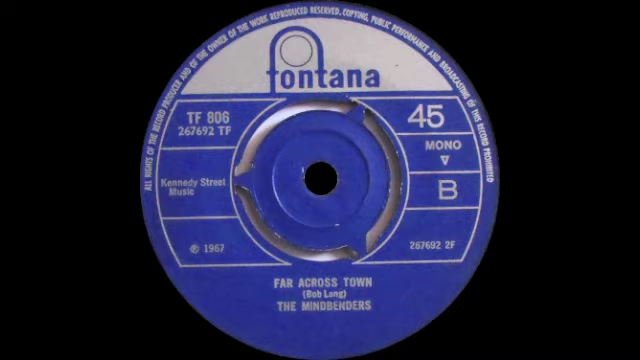 ALL RIGHTS OF THE RECORD PRODUCER AND OF THE OWNER OF THE WORK REPRODUCED RESERVED, COPYING, PUBLIC PERFORMANCE AND BROADCASTING OF THIS RECORD PROHIBITED
fontana
TF 806
267692 TF
45
MONO
Kennedy Street
Music
B
℗ 1967
267692 2F
FAR ACROSS TOWN
(Bob Lang)
THE MINDBENDERS